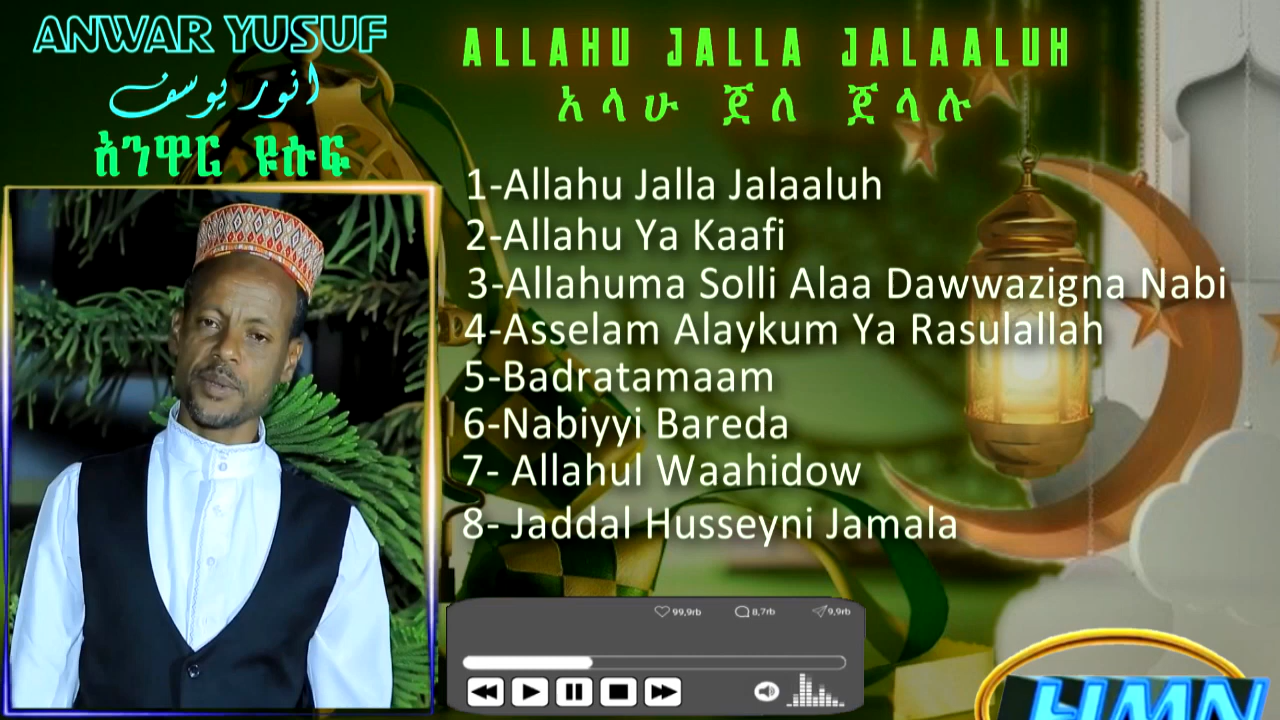 ANWAR YUSUF
انور يوسف
አንዋር ዩሱፍ
ALLAHU JALLA JALAALUH
አላሁ ጀለ ጀላሉ
1-Allahu Jalla Jalaaluh
2-Allahu Ya Kaafi
3-Allahuma Solli Alaa Dawwazigna Nabi
4-Asselam Alaykum Ya Rasulallah
5-Badratamaam
6-Nabiyyi Bareda
7- Allahul Waahidow
8- Jaddal Husseyni Jamala
99,9rb 8,7rb 9,9rb
HMN